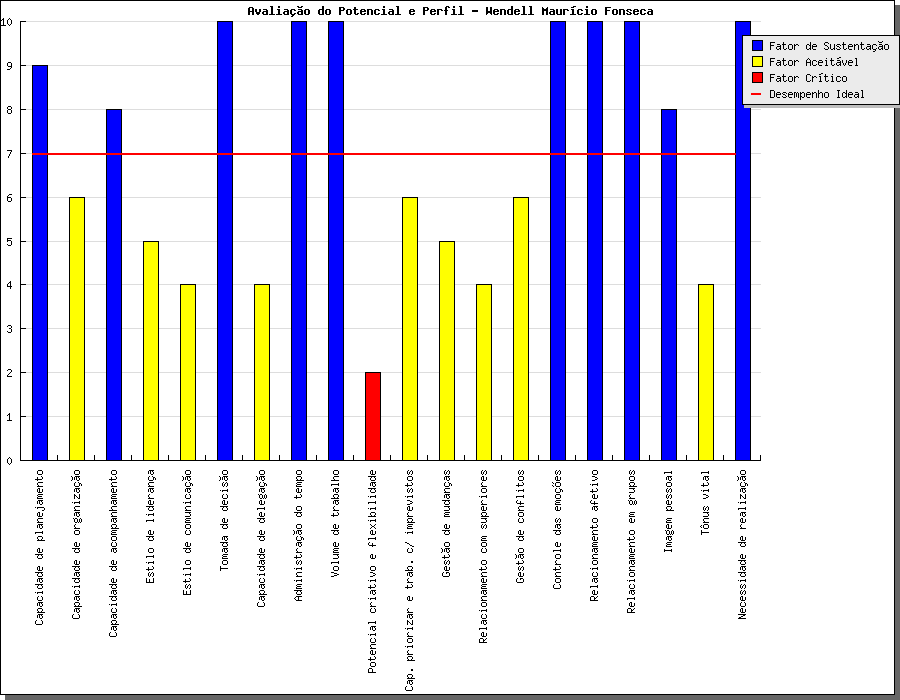 Avaliação do Potencial e Perfil - Wendell Maurício Fonseca
Fator de Sustentação
Fator Aceitável
Fator Crítico
Desempenho Ideal
10
9
8
7
6
5
4
3
2
1
0
Capacidade de planejamento
Capacidade de organização
Capacidade de acompanhamento
Estilo de liderança
Estilo de comunicação
Tomada de decisão
Capacidade de delegação
Administração do tempo
Volume de trabalho
Potencial criativo e flexibilidade
Cap. priorizar e trab. c/ imprevistos
Gestão de mudanças
Relacionamento com superiores
Gestão de conflitos
Controle das emoções
Relacionamento afetivo
Relacionamento em grupos
Imagem pessoal
Tônus vital
Necessidade de realização